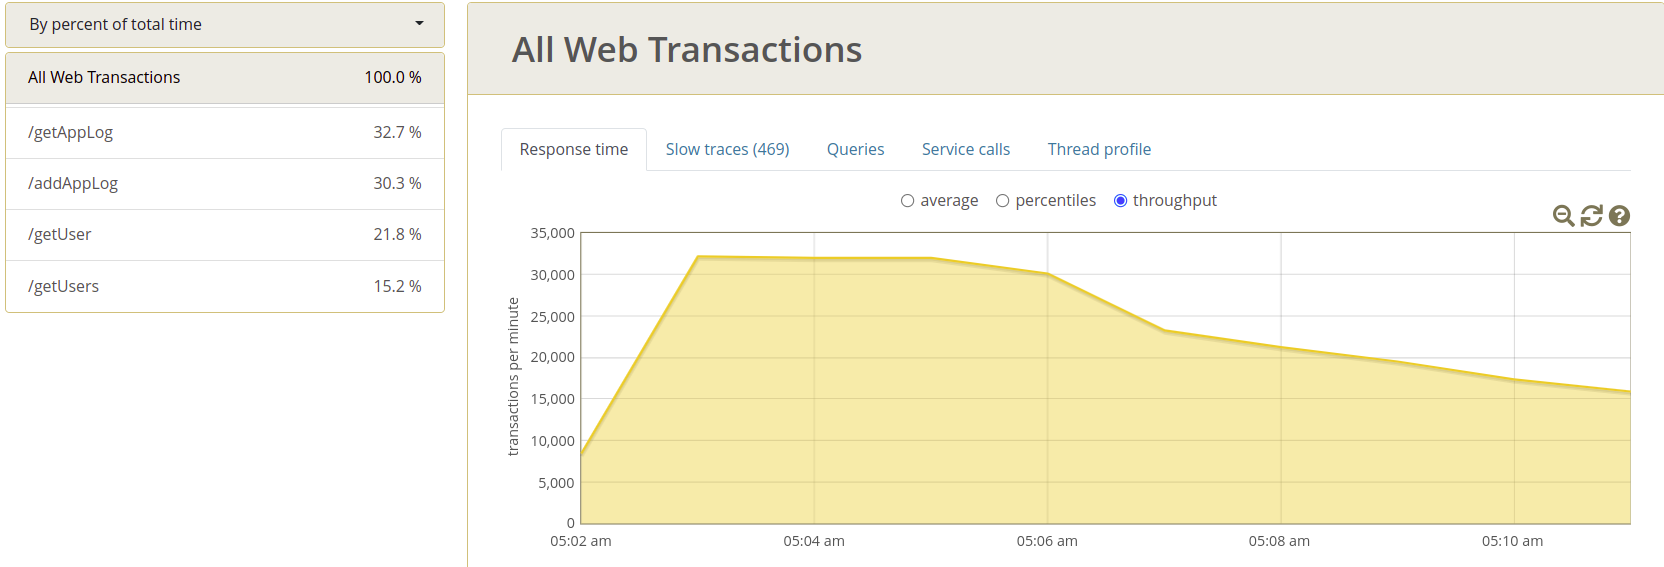 By percent of total time
All Web Transactions 100.0 %
/getAppLog 32.7 %
/addAppLog 30.3 %
/getUser 21.8 %
/getUsers 15.2 %
All Web Transactions
Response time Slow traces (469) Queries Service calls Thread profile
average percentiles throughput
transactions per minute
35,000
30,000
25,000
20,000
15,000
10,000
5,000
0
05:02 am 05:04 am 05:06 am 05:08 am 05:10 am